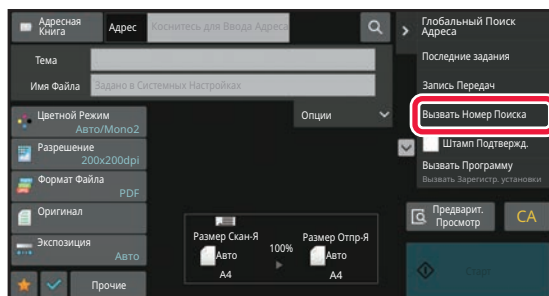 Адресная
Книга
Адрес
Коснитесь для Ввода Адреса
Тема
Имя Файла
Задано в Системных Настройках
Цветной Режим
Авто/Mono2
Разрешение
200x200dpi
Формат Файла
PDF
Оригинал
Экспозиция
Авто
Прочие
Опции
Размер Скан-Я
Авто
A4
100%
Размер Отпр-Я
Авто
A4
Глобальный Поиск
Адреса
Последние задания
Запись Передач
Вызвать Номер Поиска
Штамп Подтвержд.
Вызвать Программу
Вызвать Зарегистр. установки
Предварит.
Просмотр
CA
Старт